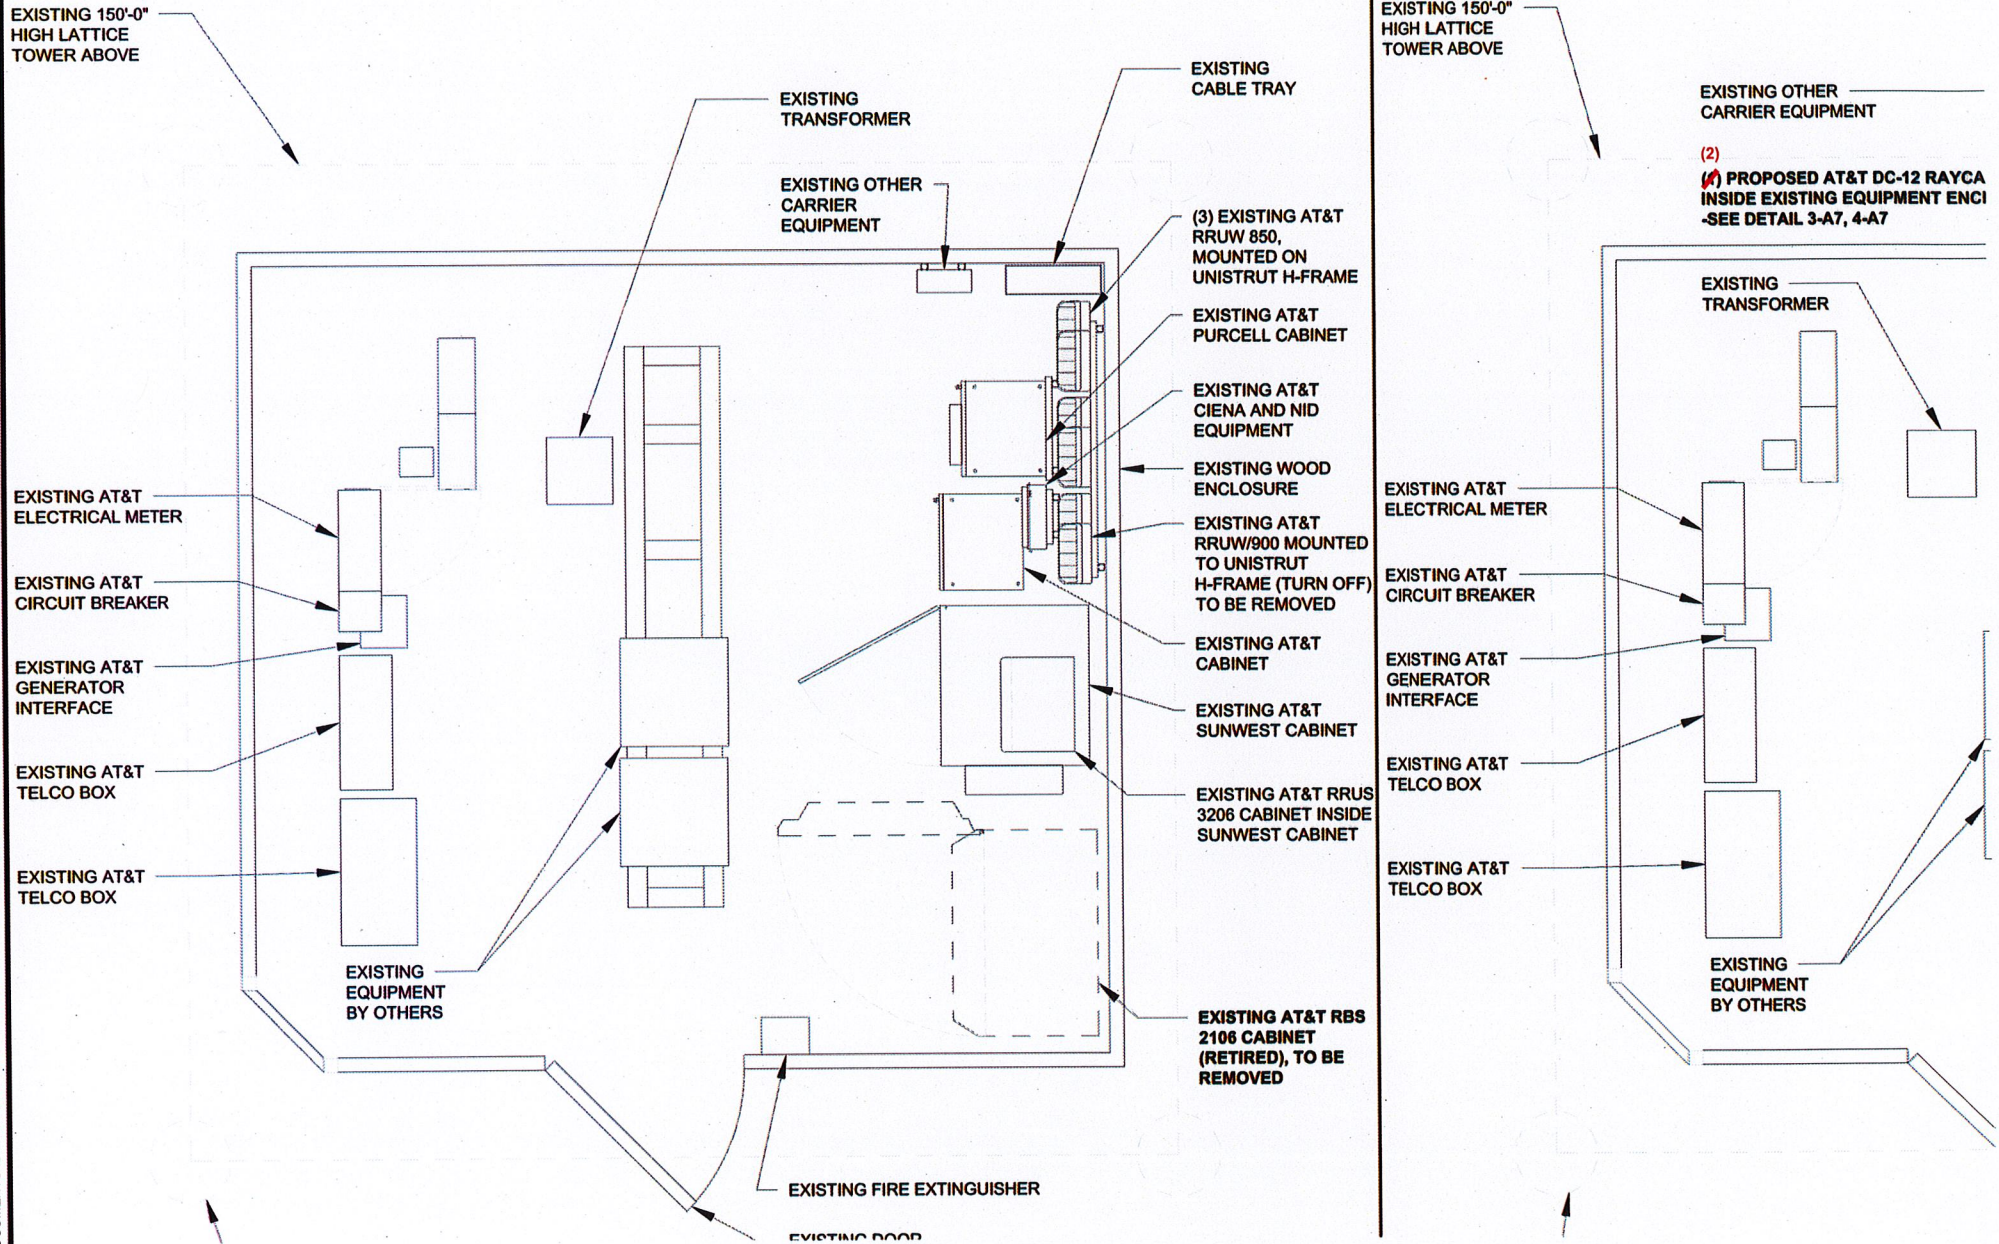 EXISTING 150'-0"
HIGH LATTICE
TOWER ABOVE
EXISTING
TRANSFORMER
EXISTING
CABLE TRAY
EXISTING OTHER
CARRIER
EQUIPMENT
(3) EXISTING AT&T
RRUW 850,
MOUNTED ON
UNISTRUT H-FRAME
EXISTING AT&T
PURCELL CABINET
EXISTING AT&T
CIENA AND NID
EQUIPMENT
EXISTING WOOD
ENCLOSURE
EXISTING AT&T
RRUW/900 MOUNTED
TO UNISTRUT
H-FRAME (TURN OFF)
TO BE REMOVED
EXISTING AT&T
CABINET
EXISTING AT&T
SUNWEST CABINET
EXISTING AT&T RRUS
3206 CABINET INSIDE
SUNWEST CABINET
EXISTING AT&T RBS
2106 CABINET
(RETIRED), TO BE
REMOVED
EXISTING AT&T
ELECTRICAL METER
EXISTING AT&T
CIRCUIT BREAKER
EXISTING AT&T
GENERATOR
INTERFACE
EXISTING AT&T
TELCO BOX
EXISTING AT&T
TELCO BOX
EXISTING
EQUIPMENT
BY OTHERS
EXISTING FIRE EXTINGUISHER
EXISTING DOOR
EXISTING 150'-0"
HIGH LATTICE
TOWER ABOVE
EXISTING OTHER
CARRIER EQUIPMENT
(2)
PROPOSED AT&T DC-12 RAYCA
INSIDE EXISTING EQUIPMENT ENCI
-SEE DETAIL 3-A7, 4-A7
EXISTING
TRANSFORMER
EXISTING AT&T
ELECTRICAL METER
EXISTING AT&T
CIRCUIT BREAKER
EXISTING AT&T
GENERATOR
INTERFACE
EXISTING AT&T
TELCO BOX
EXISTING AT&T
TELCO BOX
EXISTING
EQUIPMENT
BY OTHERS